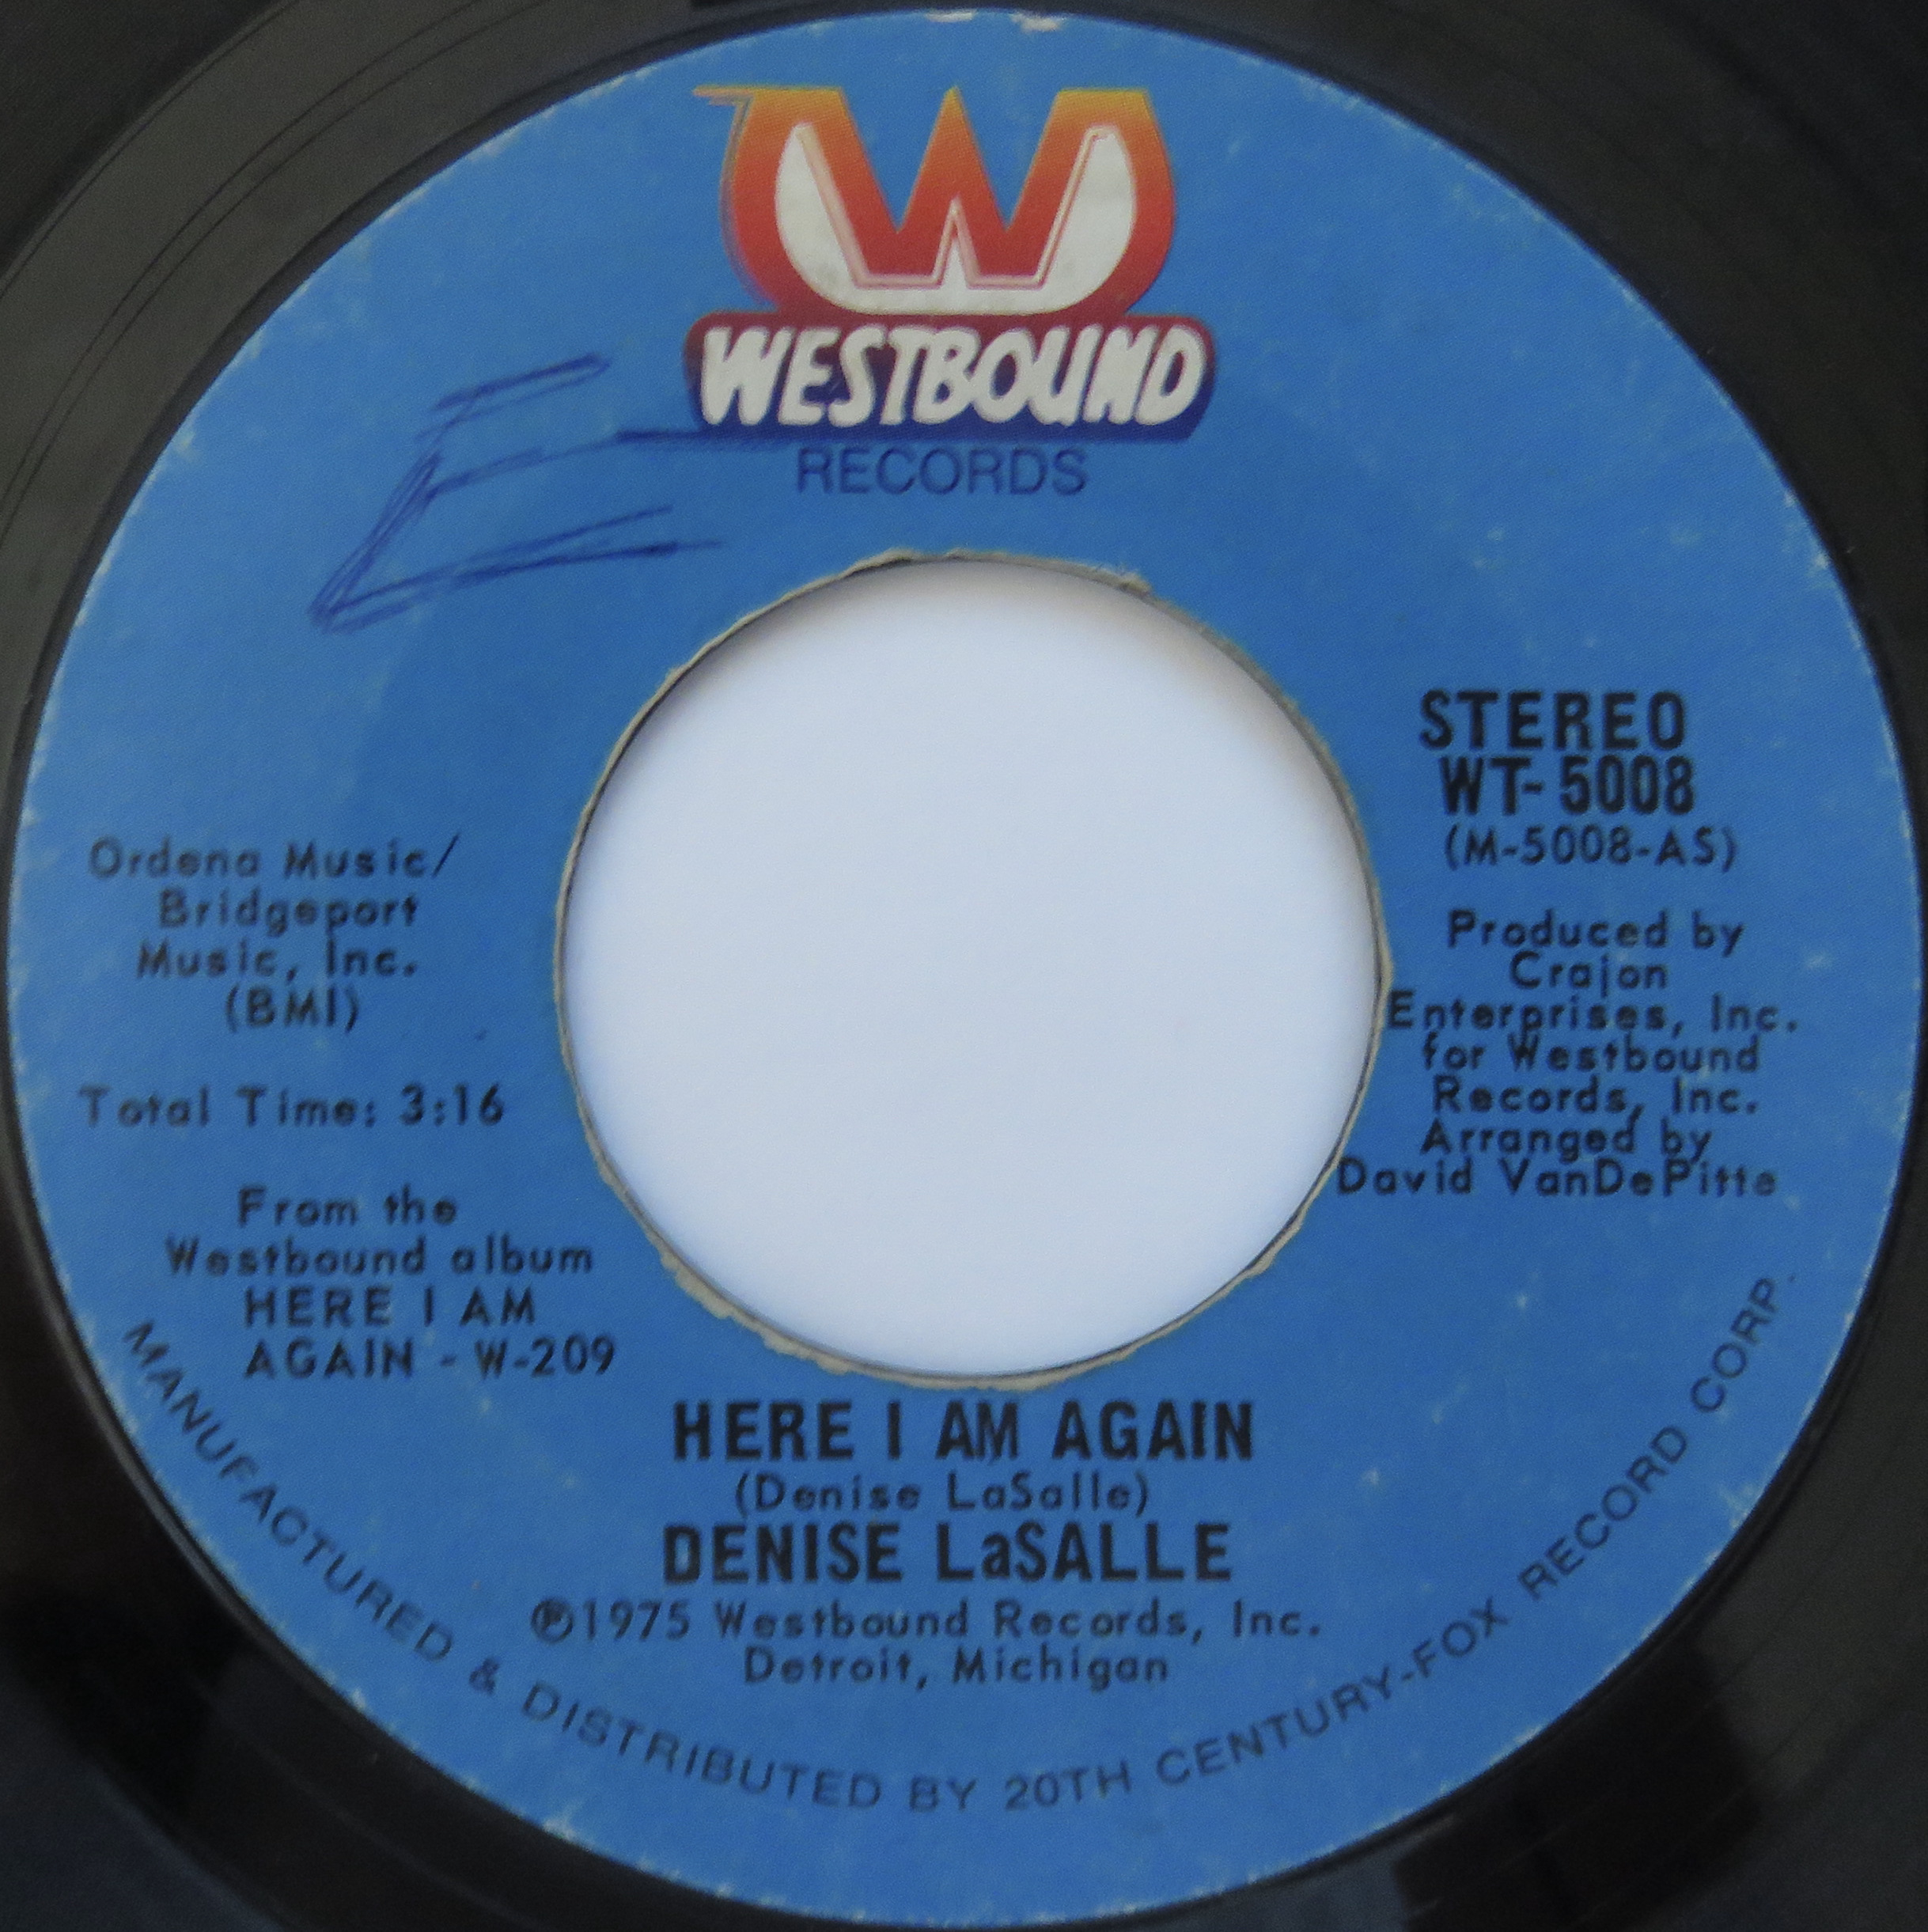 W
WESTBOUND
RECORDS
E
STEREO
WT-5008
(M-5008-AS)
Produced by
Crajon
Enterprises, Inc.
for Westbound
Records, Inc.
Arranged by
David VanDePitte
Ordena Music/
Bridgeport
Music, Inc.
(BMI)
Total Time: 3:16
From the
Westbound album
HERE I AM
AGAIN - W-209
HERE I AM AGAIN
(Denise LaSalle)
DENISE LaSALLE
℗1975 Westbound Records, Inc.
Detroit, Michigan
MANUFACTURED & DISTRIBUTED BY 20TH CENTURY-FOX RECORD CORP.